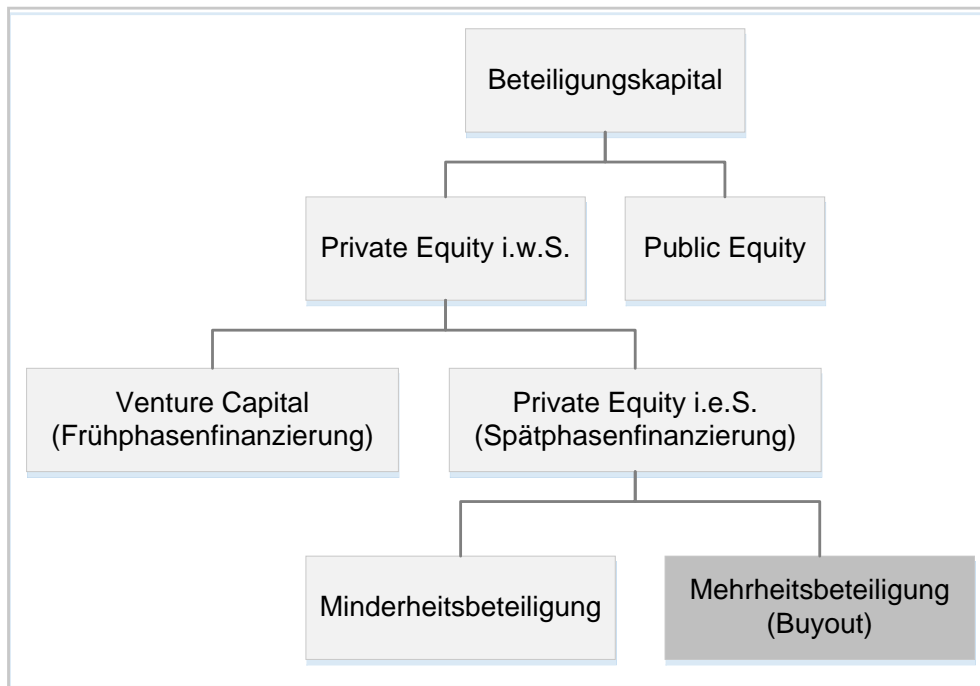 Beteiligungskapital
Private Equity i.w.S.
Public Equity
Venture Capital
(Frühphasenfinanzierung)
Private Equity i.e.S.
(Spätphasenfinanzierung)
Minderheitsbeteiligung
Mehrheitsbeteiligung
(Buyout)